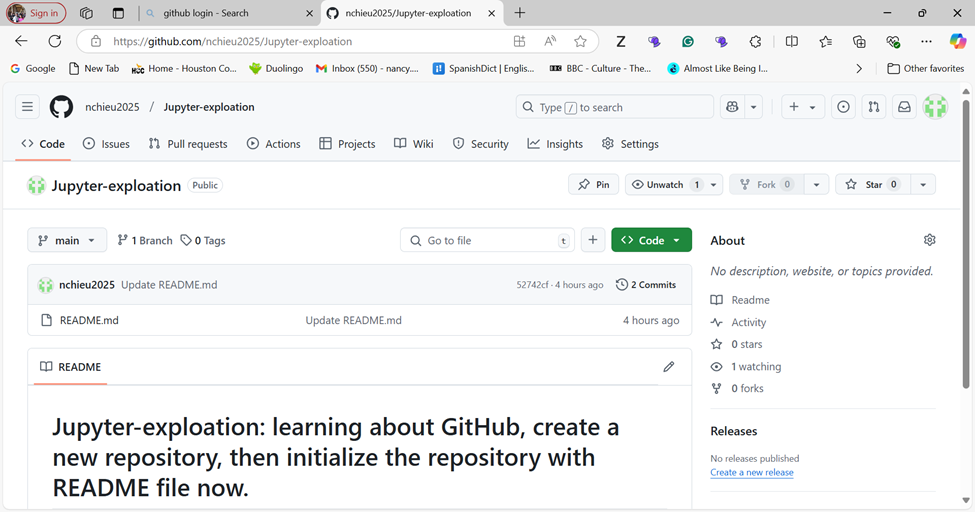 Sign in
github login - Search
nchieu2025/Jupyter-exploation
https://github.com/nchieu2025/Jupyter-exploation
Google
New Tab
Home - Houston Co...
Duolingo
Inbox (550) - nancy....
SpanishDict | Englis...
BBC - Culture - The...
Almost Like Being I...
Other favorites
nchieu2025 / Jupyter-exploation
Type / to search
Code
Issues
Pull requests
Actions
Projects
Wiki
Security
Insights
Settings
Jupyter-exploation Public
Pin
Unwatch 1
Fork 0
Star 0
main
1 Branch
0 Tags
Go to file t
Code
nchieu2025 Update README.md
52742cf · 4 hours ago
2 Commits
README.md
Update README.md
4 hours ago
README
Jupyter-exploation: learning about GitHub, create a
new repository, then initialize the repository with
README file now.
About
No description, website, or topics provided.
Readme
Activity
0 stars
1 watching
0 forks
Releases
No releases published
Create a new release